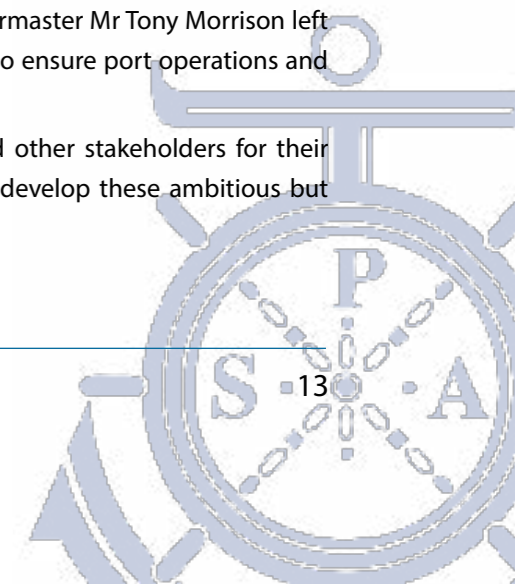 rmaster Mr Tony Morrison left
o ensure port operations and
d other stakeholders for their
develop these ambitious but
P
S A
13